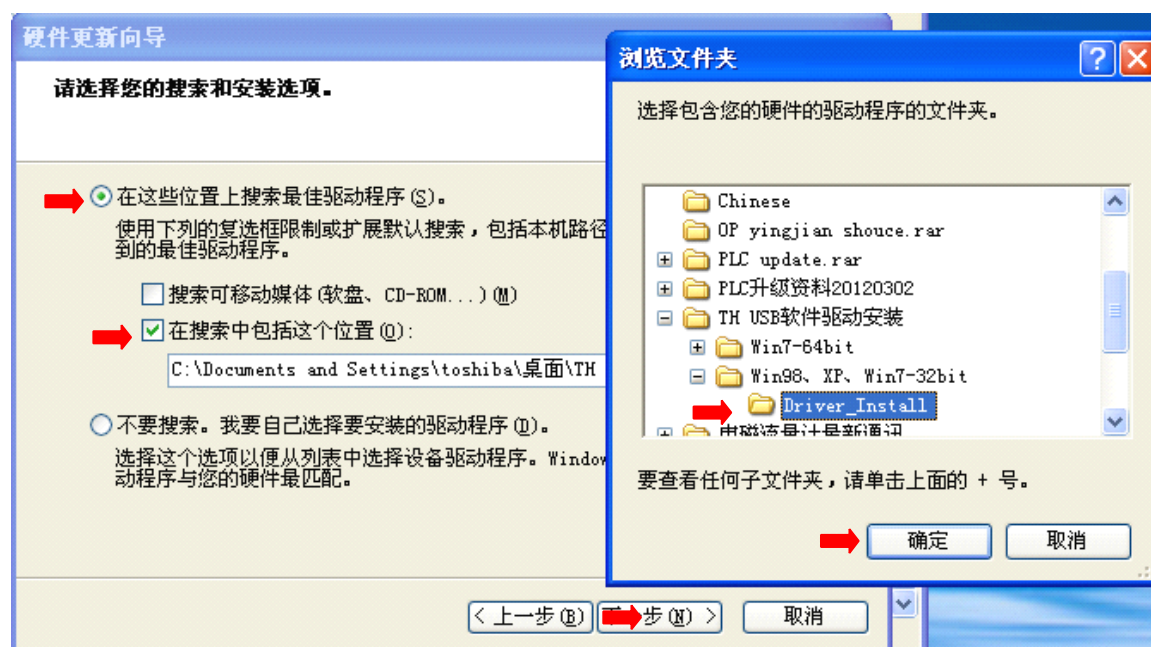 硬件更新向导
请选择您的搜索和安装选项。
在这些位置上搜索最佳驱动程序(S)。
使用下列的复选框限制或扩展默认搜索，包括本机路径
到的最佳驱动程序。
搜索可移动媒体(软盘、CD-ROM...)(M)
在搜索中包括这个位置(O):
C:\Documents and Settings\toshiba\桌面\TH
不要搜索。我要自己选择要安装的驱动程序(D)。
选择这个选项以便从列表中选择设备驱动程序。Window
动程序与您的硬件最匹配。
< 上一步(B)
步(N) >
取消
浏览文件夹
选择包含您的硬件的驱动程序的文件夹。
Chinese
OP yingjian shouce.rar
PLC update.rar
PLC升级资料20120302
TH USB软件驱动安装
Win7-64bit
Win98、XP、Win7-32bit
Driver_Install
电磁流量计最新通讯
要查看任何子文件夹，请单击上面的 + 号。
确定
取消